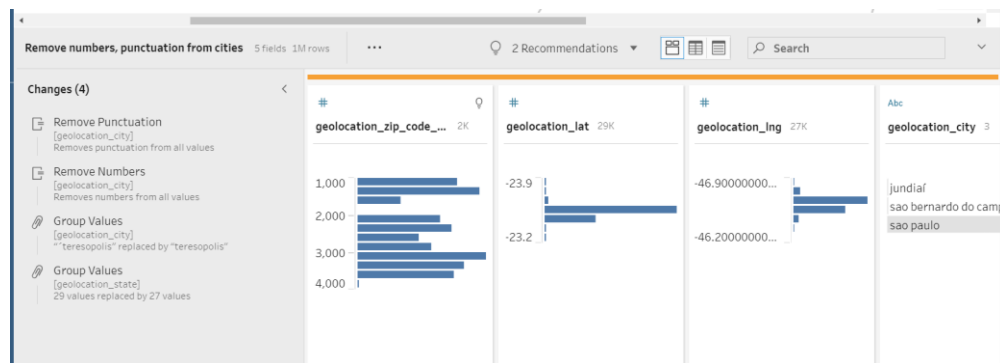 Remove numbers, punctuation from cities 5 fields 1M rows ... 2 Recommendations Search
Changes (4)
Remove Punctuation
[geolocation_city]
Removes punctuation from all values
Remove Numbers
[geolocation_city]
Removes numbers from all values
Group Values
[geolocation_city]
"´teresopolis" replaced by "teresopolis"
Group Values
[geolocation_state]
29 values replaced by 27 values
#
geolocation_zip_code_... 2K
1,000
2,000
3,000
4,000
#
geolocation_lat 29K
-23.9
-23.2
#
geolocation_lng 27K
-46.90000000...
-46.20000000...
Abc
geolocation_city 3
jundiaí
sao bernardo do camp
sao paulo